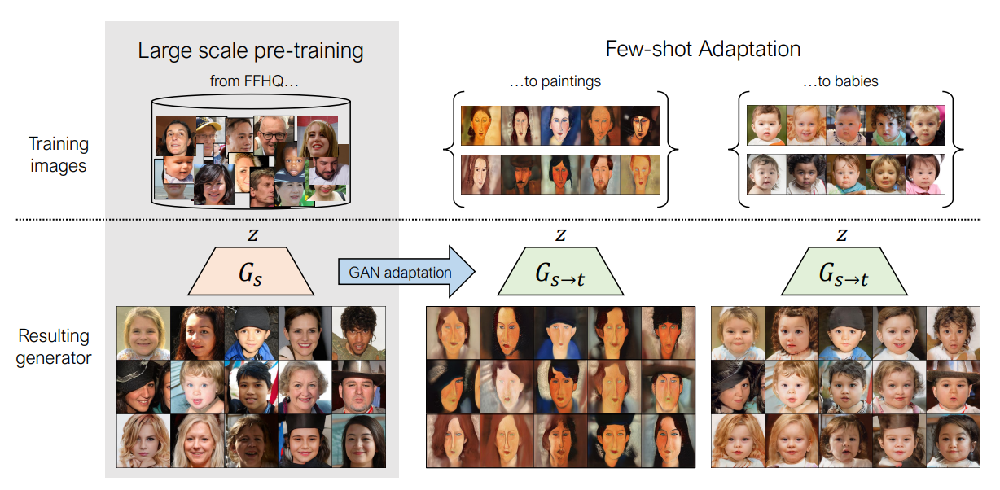 Large scale pre-training
from FFHQ...
Few-shot Adaptation
...to paintings
...to babies
Training
images
z
z
z
G_s
GAN adaptation
G_{s→t}
G_{s→t}
Resulting
generator